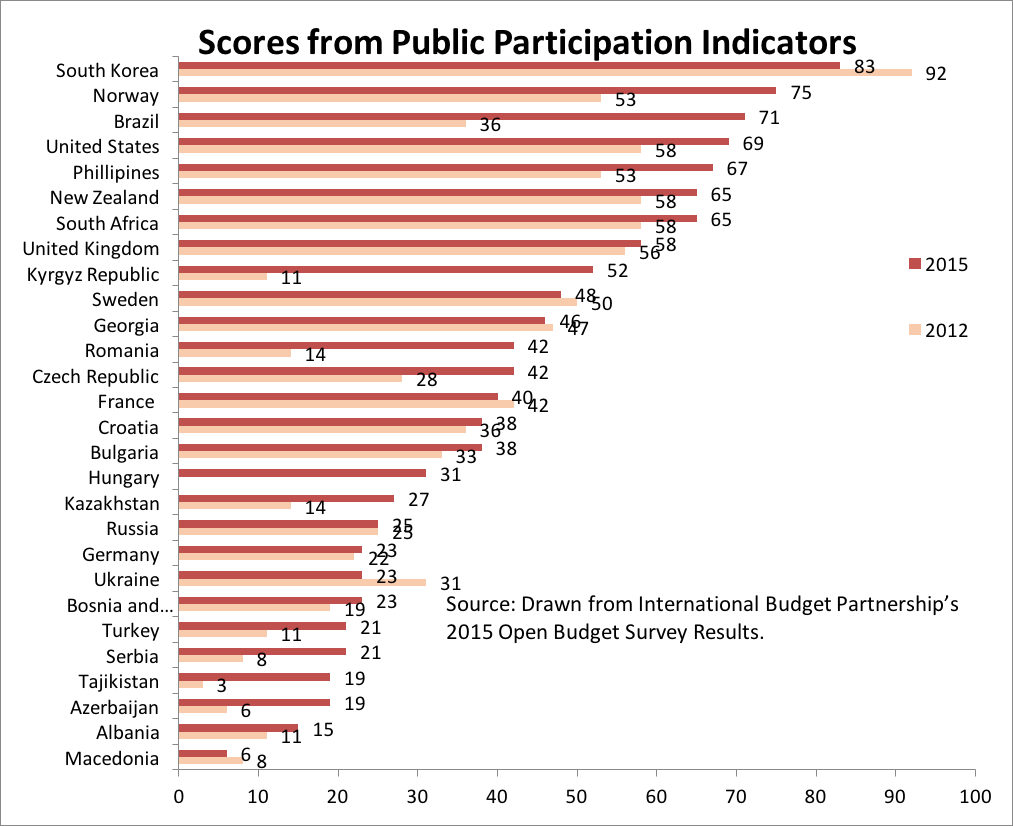 Scores from Public Participation Indicators
South Korea 83 92
Norway 75 53
Brazil 71 36
United States 69 58
Phillipines 67 53
New Zealand 65 58
South Africa 65 58
United Kingdom 58 56
Kyrgyz Republic 52 11
2015
Sweden 48 50
Georgia 46 47
2012
Romania 42 14
Czech Republic 42 28
France 40 42
Croatia 38 36
Bulgaria 38 33
Hungary 31
Kazakhstan 27 14
Russia 25 25
Germany 23 22
Ukraine 23 31
Bosnia and... 23 19
Source: Drawn from International Budget Partnership’s
2015 Open Budget Survey Results.
Turkey 21 11
Serbia 21 8
Tajikistan 19 3
Azerbaijan 19 6
Albania 15 11
Macedonia 6 8
0 10 20 30 40 50 60 70 80 90 100